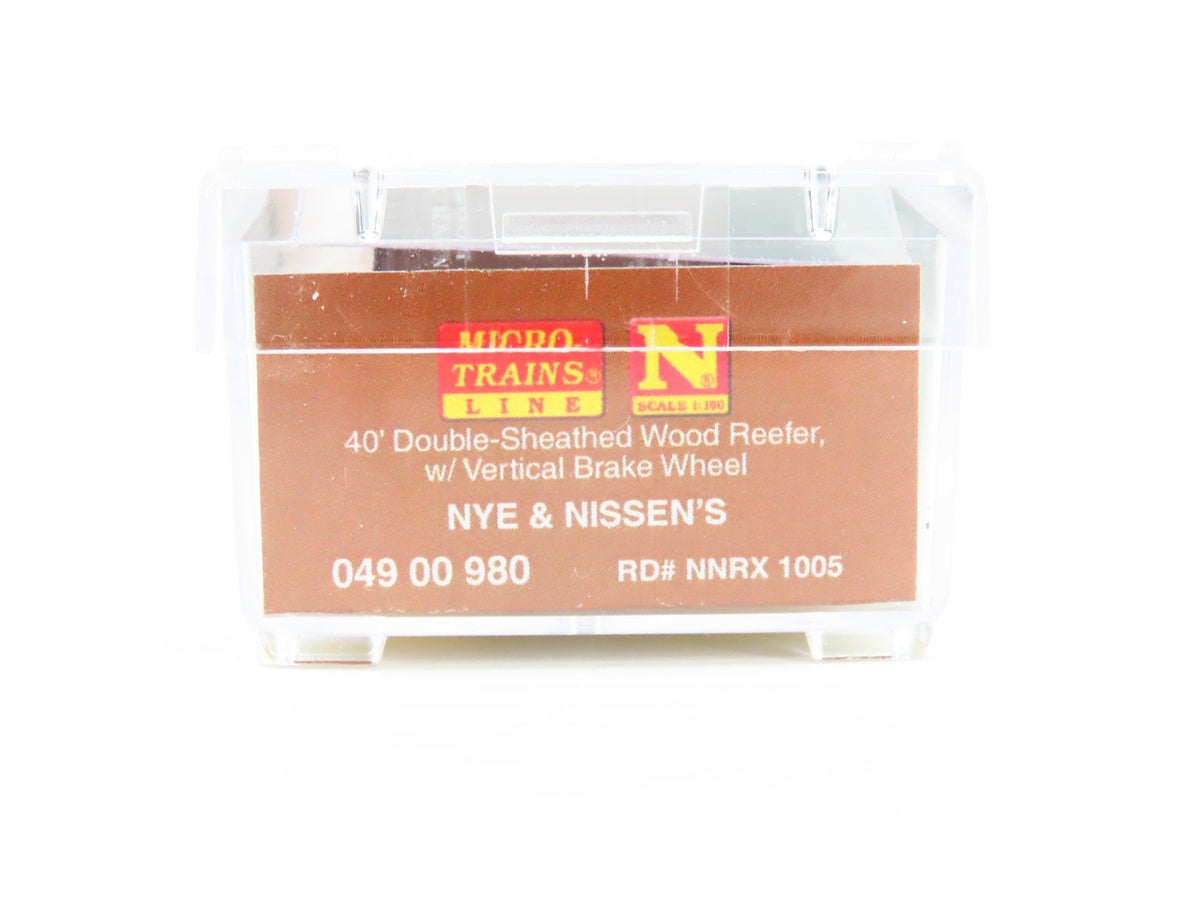 MICRO-
TRAINS®
LINE
N®
SCALE 1:160
40' Double-Sheathed Wood Reefer,
w/ Vertical Brake Wheel
NYE & NISSEN'S
049 00 980 RD# NNRX 1005